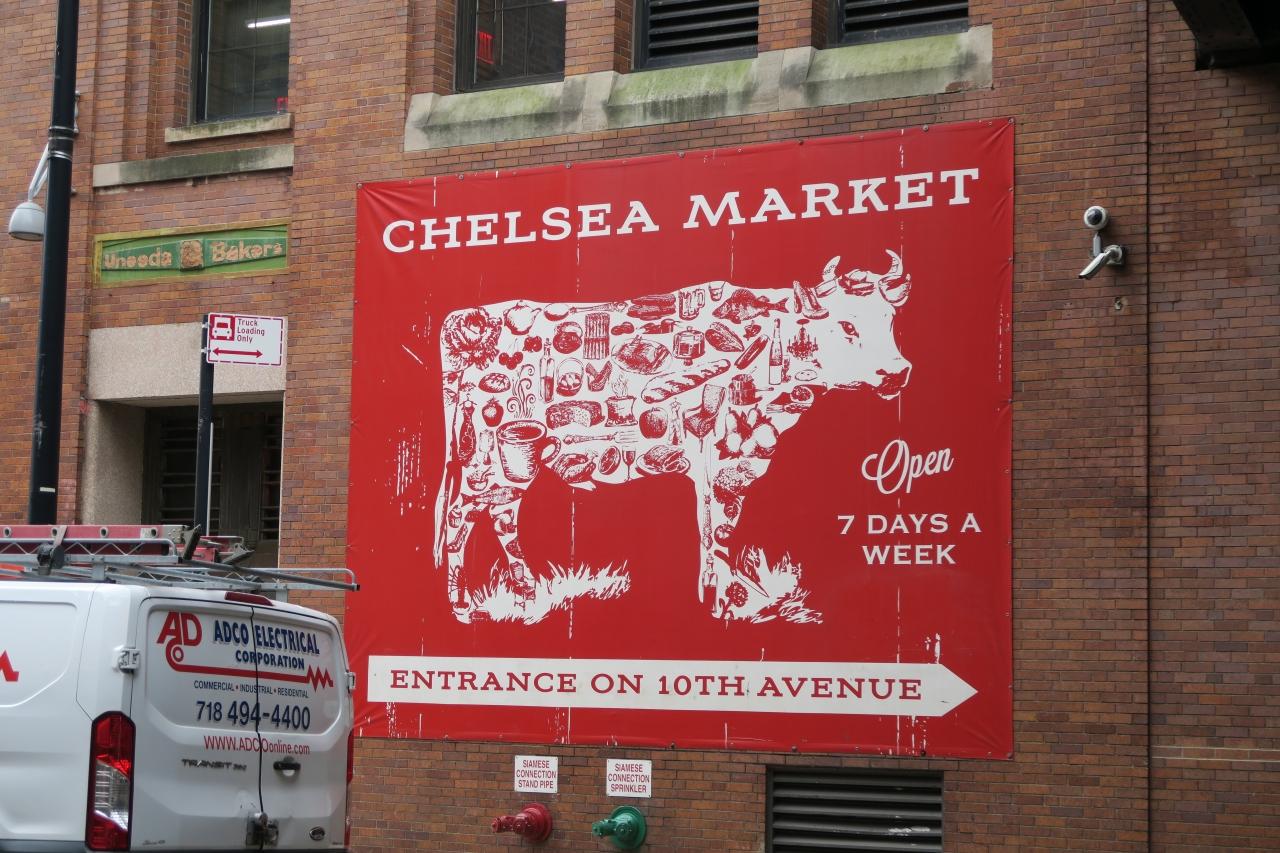 CHELSEA MARKET
Open
7 DAYS A
WEEK
ENTRANCE ON 10TH AVENUE
Uneeda Bakers
Truck
Loading
Only
AD
ADCO ELECTRICAL
CORPORATION
COMMERCIAL • INDUSTRIAL • RESIDENTIAL
718 494-4400
WWW.ADCOonline.com
TRANSIT
SIAMESE
CONNECTION
STAND PIPE
SIAMESE
CONNECTION
SPRINKLER